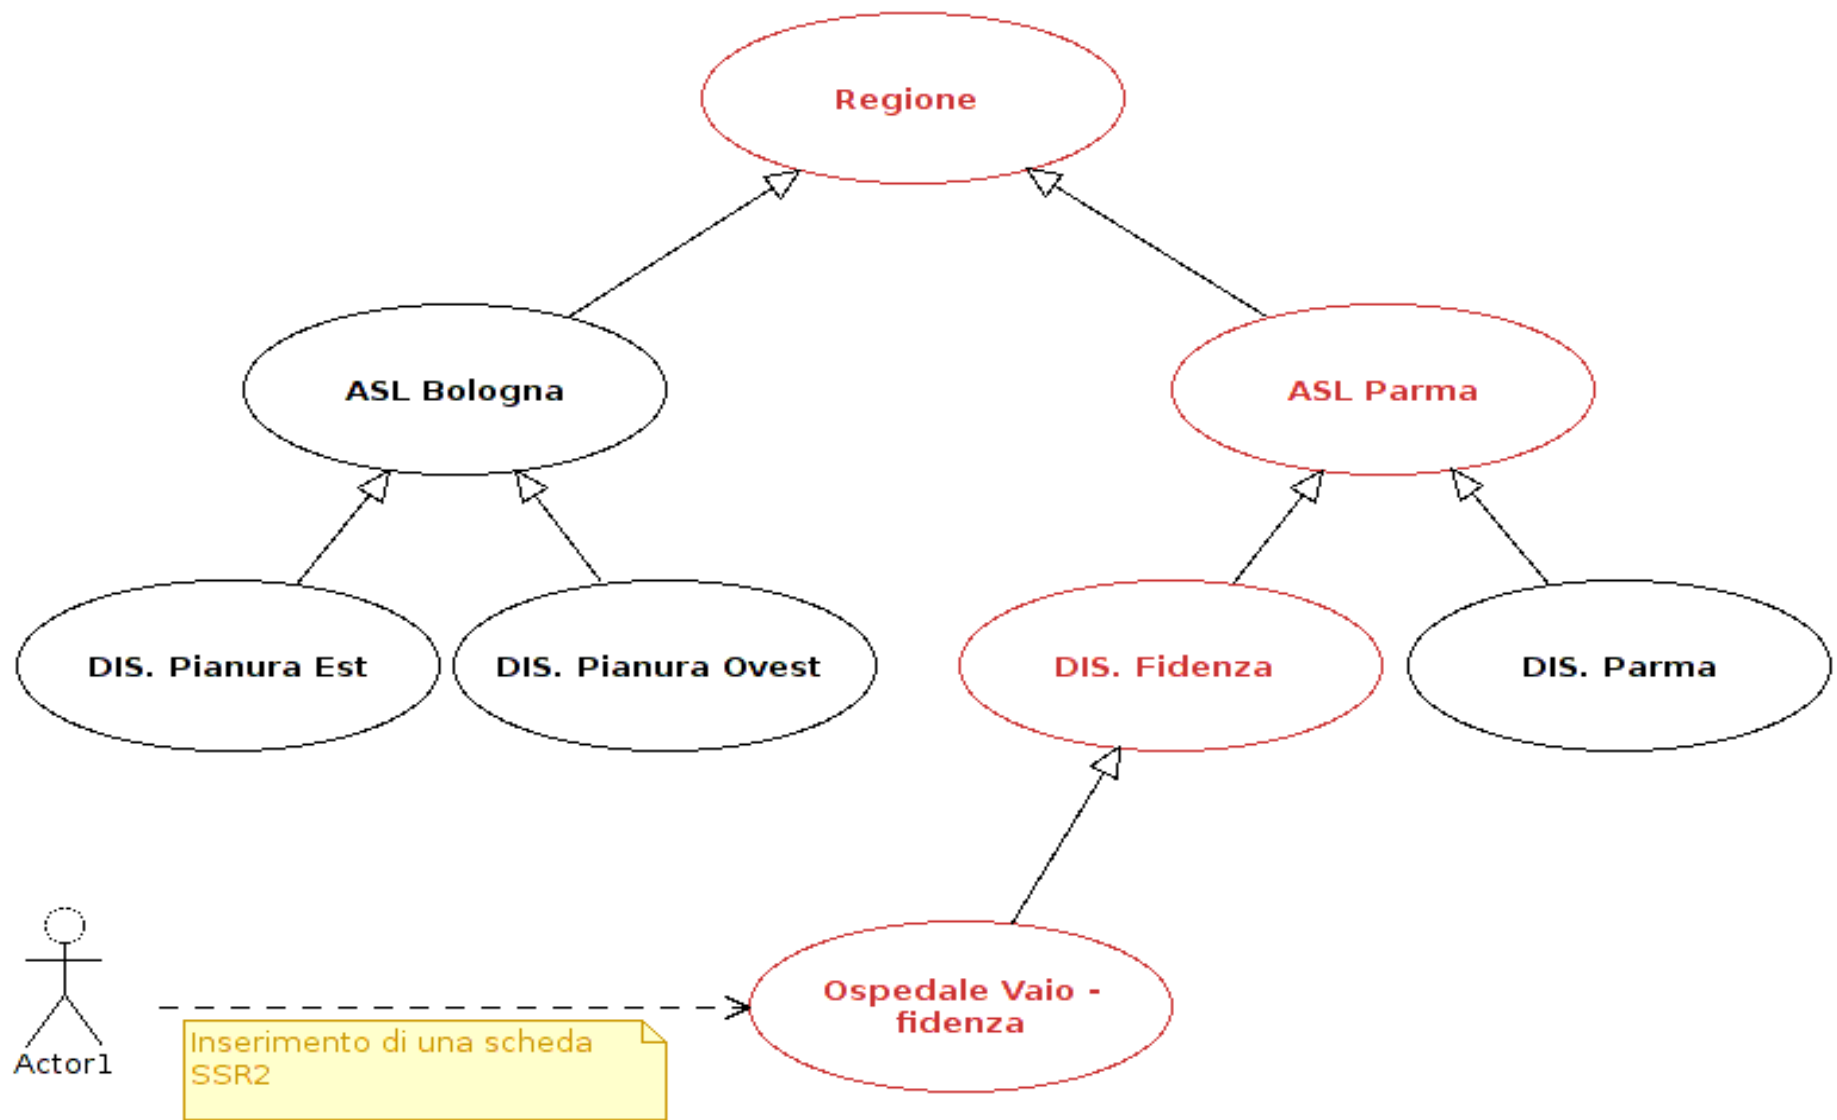 Regione
ASL Bologna
ASL Parma
DIS. Pianura Est
DIS. Pianura Ovest
DIS. Fidenza
DIS. Parma
Ospedale Vaio -
fidenza
Actor1
Inserimento di una scheda
SSR2